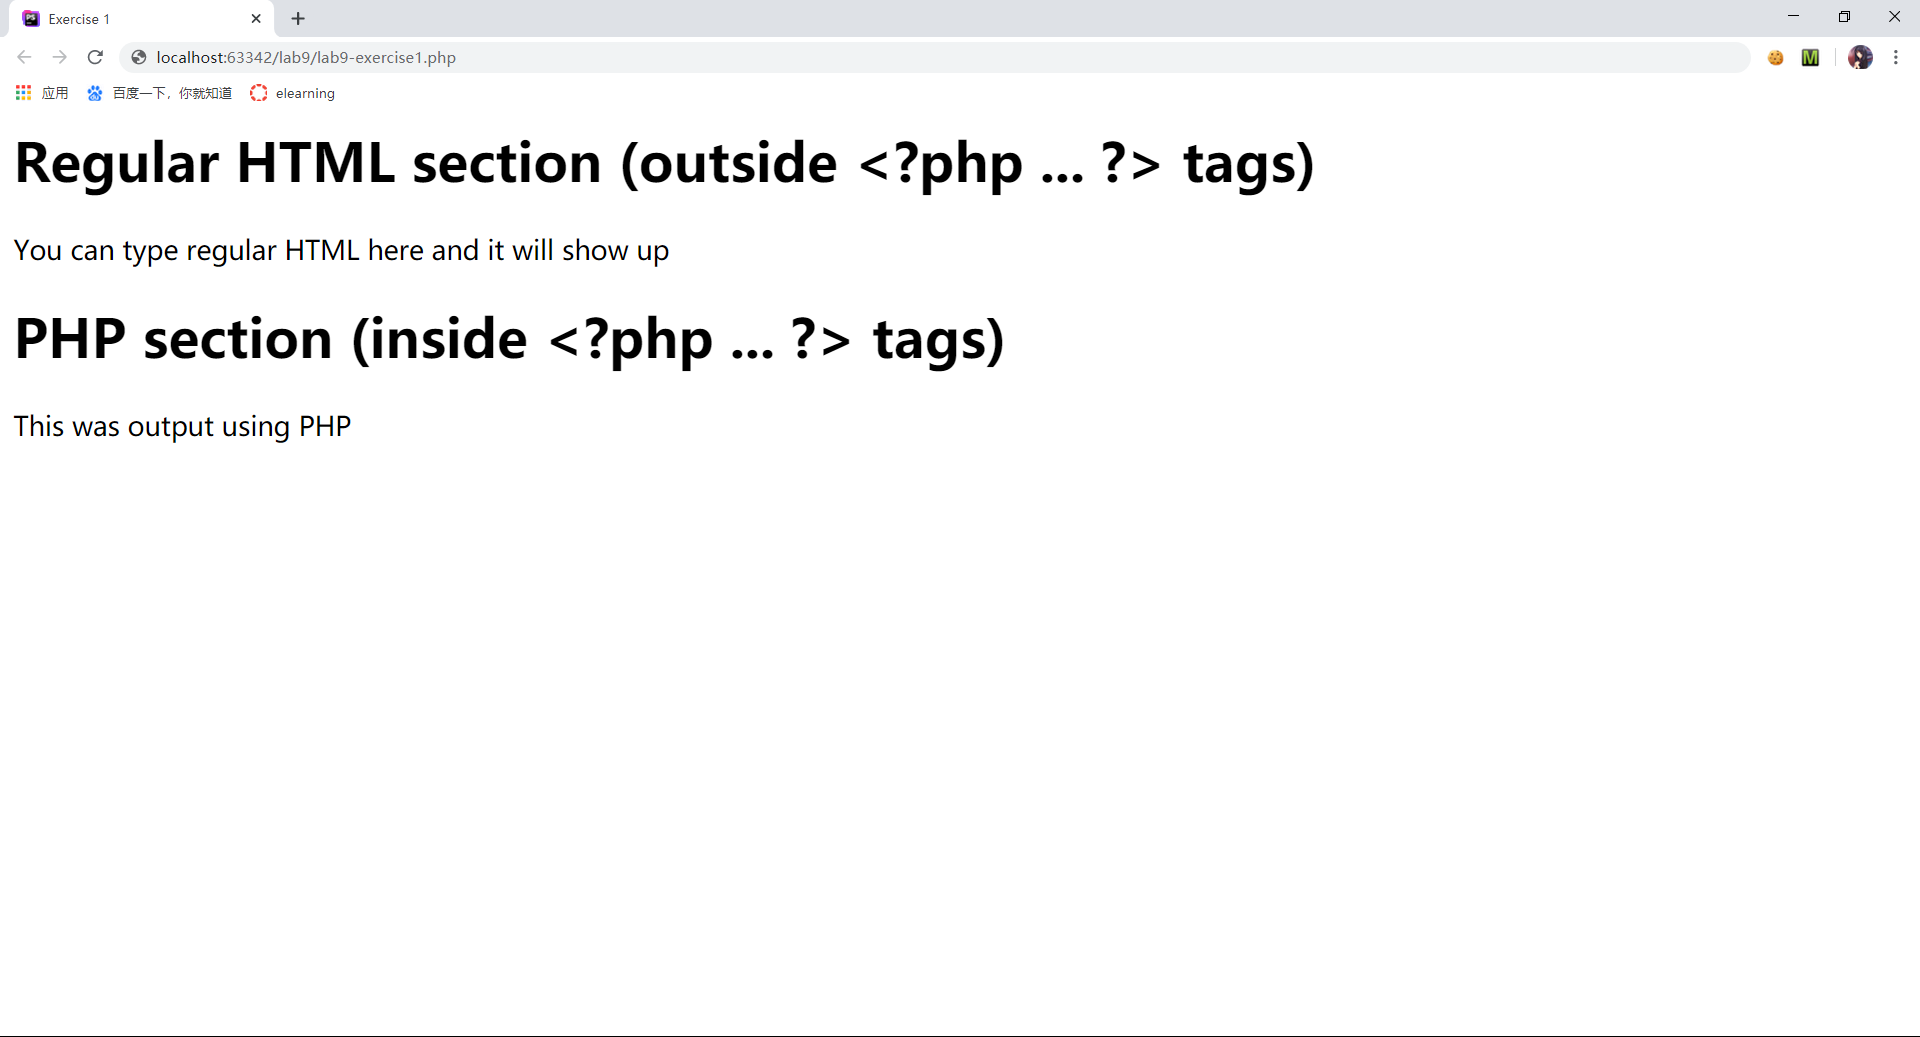 Exercise 1
localhost:63342/lab9/lab9-exercise1.php
应用 百度一下，你就知道 elearning
Regular HTML section (outside <?php ... ?> tags)
You can type regular HTML here and it will show up
PHP section (inside <?php ... ?> tags)
This was output using PHP